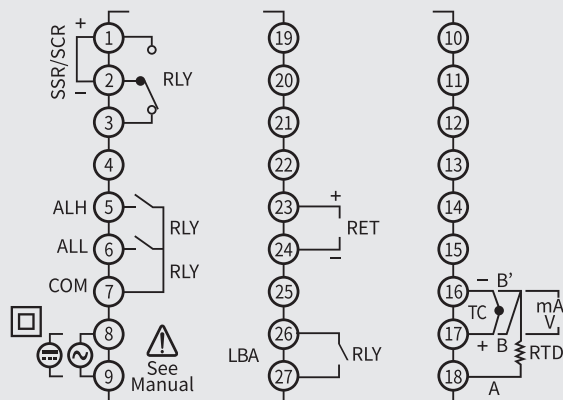 +
1
2
3
4
5
6
7
8
9
SSR/SCR
−
RLY
ALH
ALL
COM
RLY
RLY
See
Manual
19
20
21
22
23
24
25
26
27
+
RET
−
LBA
RLY
10
11
12
13
14
15
16
17
18
− B’
TC
+ B
mA
V
RTD
A